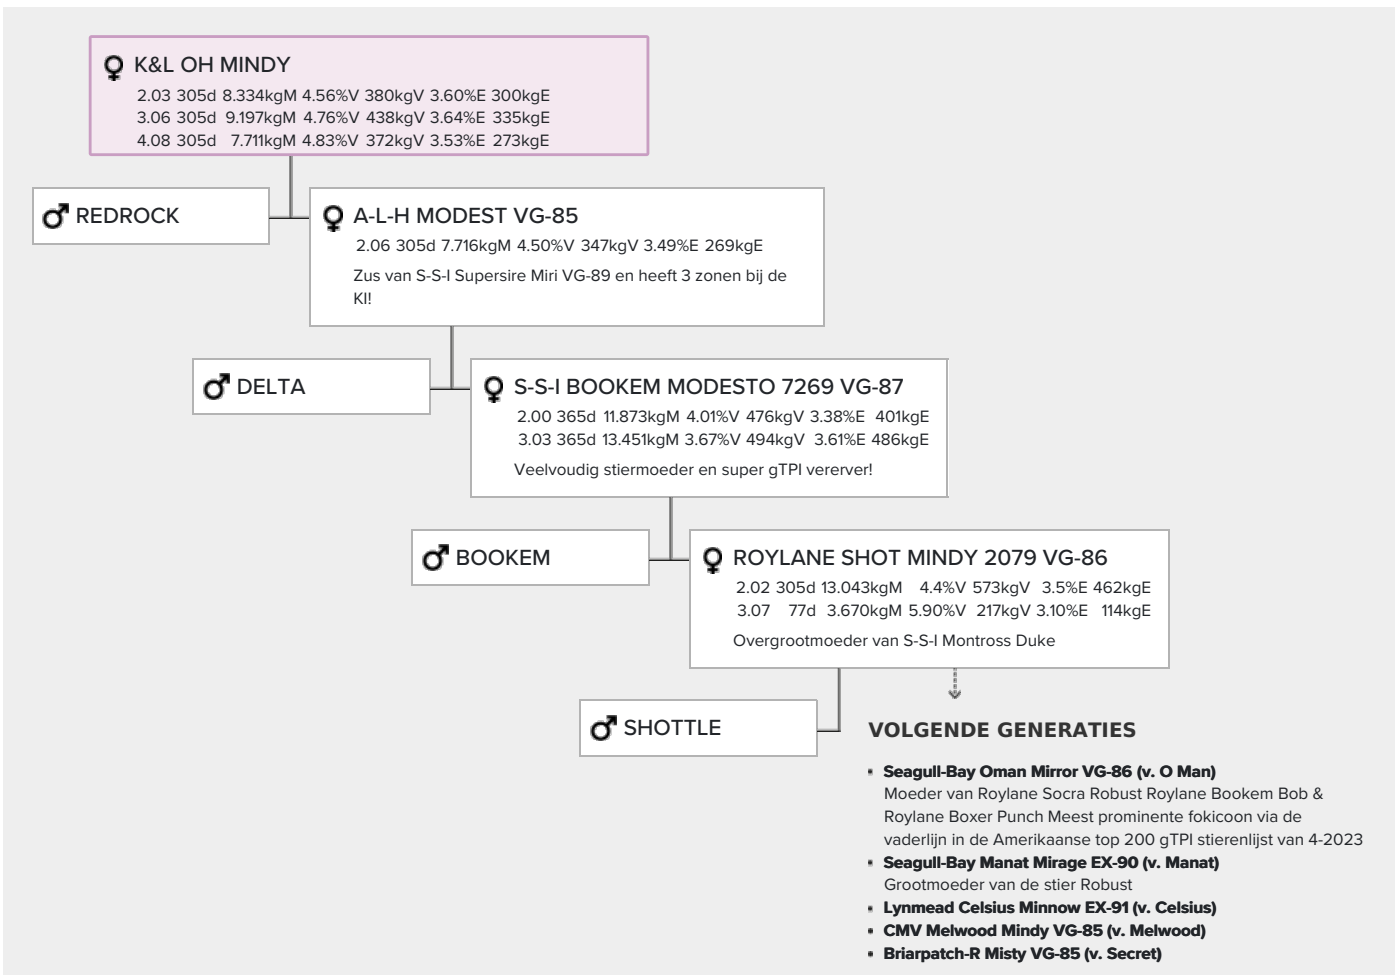 K&L OH MINDY
2.03 305d 8.334kgM 4.56%V 380kgV 3.60%E 300kgE
3.06 305d 9.197kgM 4.76%V 438kgV 3.64%E 335kgE
4.08 305d 7.711kgM 4.83%V 372kgV 3.53%E 273kgE
REDROCK
A-L-H MODEST VG-85
2.06 305d 7.716kgM 4.50%V 347kgV 3.49%E 269kgE
Zus van S-S-I Supersire Miri VG-89 en heeft 3 zonen bij de
KI!
DELTA
S-S-I BOOKEM MODESTO 7269 VG-87
2.00 365d 11.873kgM 4.01%V 476kgV 3.38%E 401kgE
3.03 365d 13.451kgM 3.67%V 494kgV 3.61%E 486kgE
Veelvoudig stiermoeder en super gTPI vererver!
BOOKEM
ROYLANE SHOT MINDY 2079 VG-86
2.02 305d 13.043kgM 4.4%V 573kgV 3.5%E 462kgE
3.07 77d 3.670kgM 5.90%V 217kgV 3.10%E 114kgE
Overgrootmoeder van S-S-I Montross Duke
SHOTTLE
VOLGENDE GENERATIES
▪ Seagull-Bay Oman Mirror VG-86 (v. O Man)
Moeder van Roylane Socra Robust Roylane Bookem Bob &
Roylane Boxer Punch Meest prominente fokicoon via de
vaderlijn in de Amerikaanse top 200 gTPI stierenlijst van 4-2023
▪ Seagull-Bay Manat Mirage EX-90 (v. Manat)
Grootmoeder van de stier Robust
▪ Lynmead Celsius Minnow EX-91 (v. Celsius)
▪ CMV Melwood Mindy VG-85 (v. Melwood)
▪ Briarpatch-R Misty VG-85 (v. Secret)